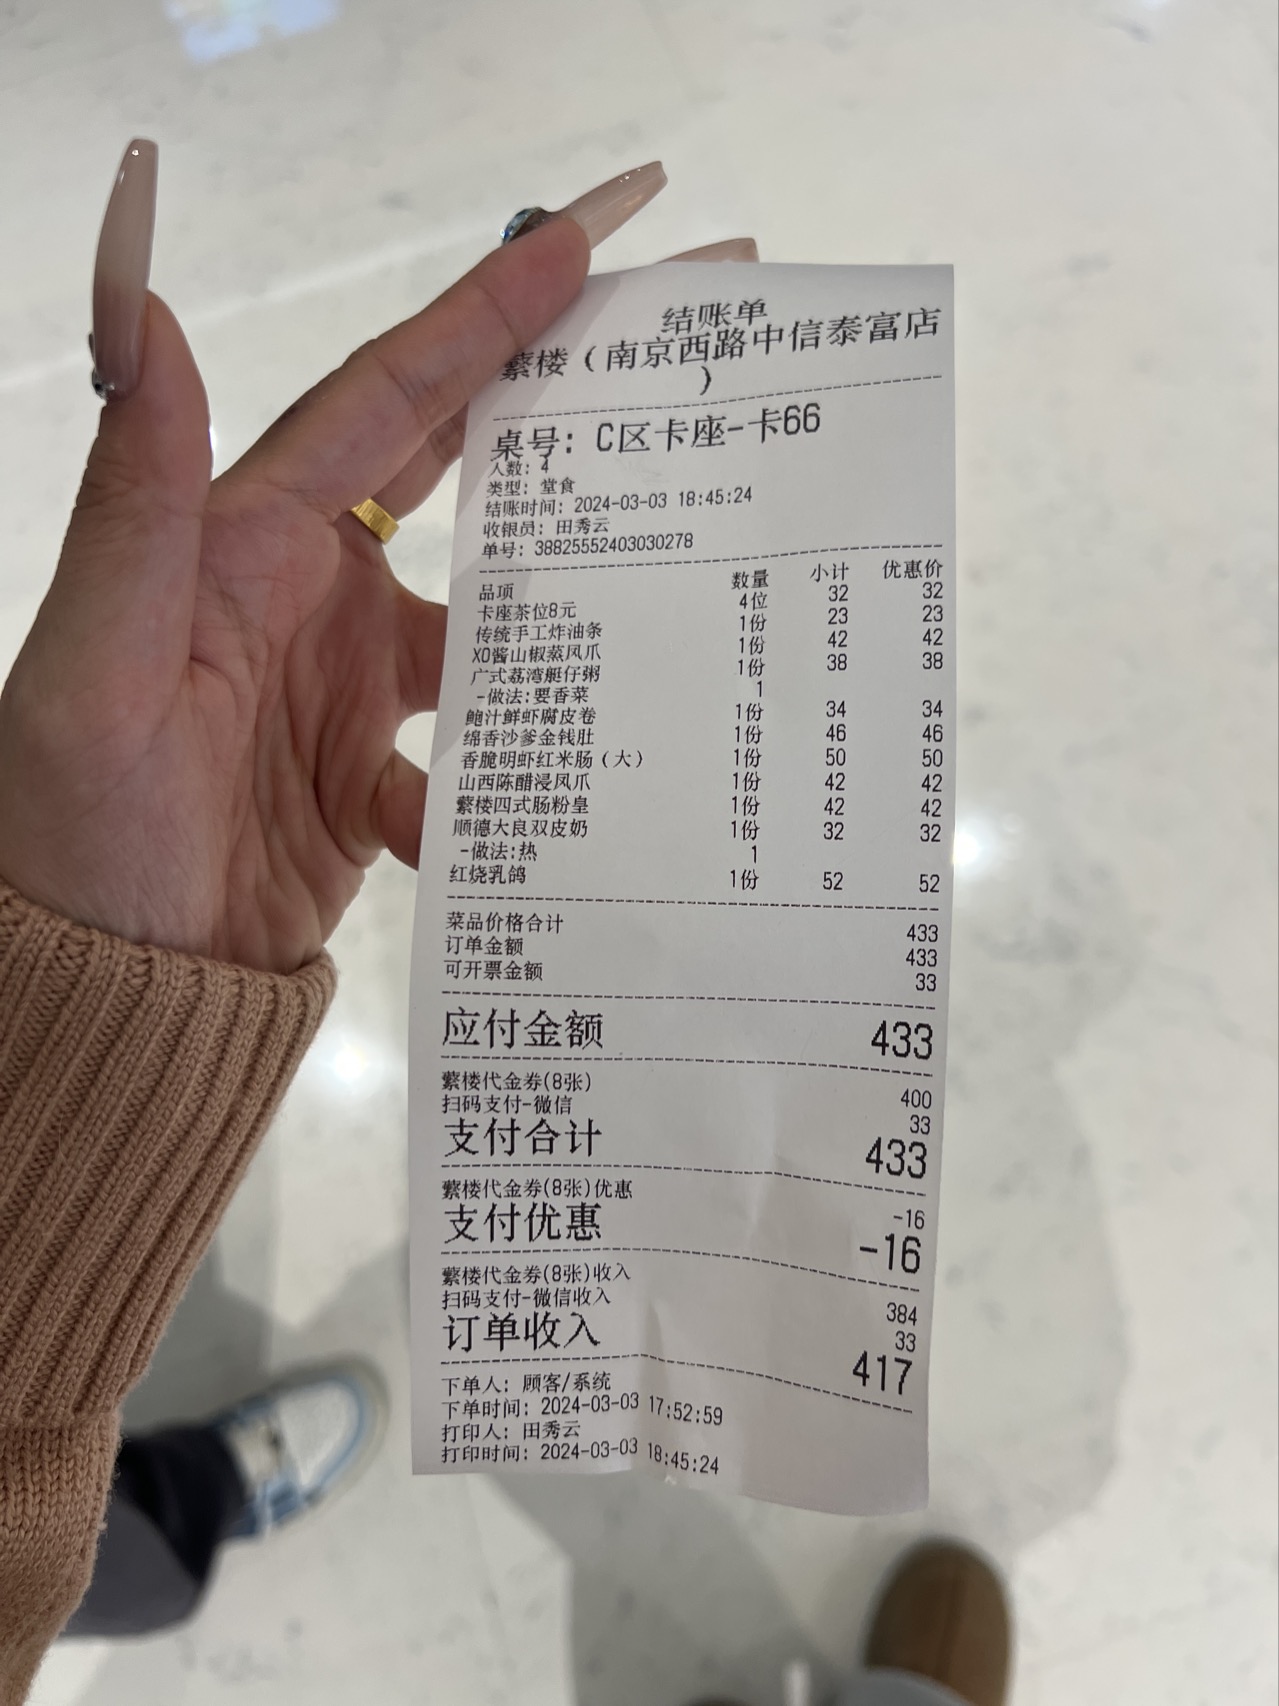 结账单
蘩楼（南京西路中信泰富店
）
桌号: C区卡座-卡66
人数: 4
类型: 堂食
结账时间: 2024-03-03 18:45:24
收银员: 田秀云
单号: 38825552403030278
品项 数量 小计 优惠价
卡座茶位8元 4位 32 32
传统手工炸油条 1份 23 23
XO酱山椒蒸凤爪 1份 42 42
广式荔湾艇仔粥 1份 38 38
-做法:要香菜 1
鲍汁鲜虾腐皮卷 1份 34 34
绵香沙爹金钱肚 1份 46 46
香脆明虾红米肠（大） 1份 50 50
山西陈醋浸凤爪 1份 42 42
蘩楼四式肠粉皇 1份 42 42
顺德大良双皮奶 1份 32 32
-做法:热 1
红烧乳鸽 1份 52 52
菜品价格合计 433
订单金额 433
可开票金额 33
应付金额 433
蘩楼代金券(8张) 400
扫码支付-微信 33
支付合计 433
蘩楼代金券(8张)优惠 -16
支付优惠 -16
蘩楼代金券(8张)收入 384
扫码支付-微信收入 33
订单收入 417
下单人: 顾客/系统
下单时间: 2024-03-03 17:52:59
打印人: 田秀云
打印时间: 2024-03-03 18:45:24